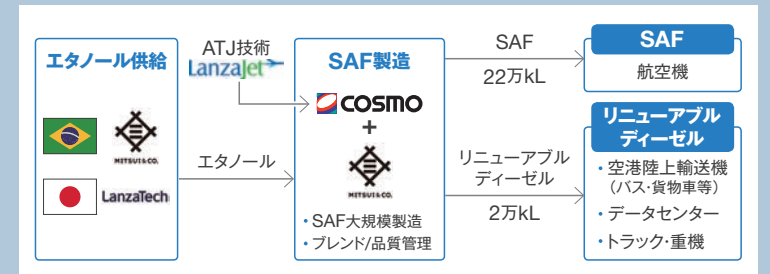 エタノール供給
MITSUI & CO.
LanzaTech
ATJ技術
LanzaJet
エタノール
SAF製造
COSMO
+
MITSUI & CO.
・SAF大規模製造
・ブレンド/品質管理
SAF
22万kL
リニューアブル
ディーゼル
2万kL
SAF
航空機
リニューアブル
ディーゼル
・空港陸上輸送機
（バス・貨物車等）
・データセンター
・トラック・重機